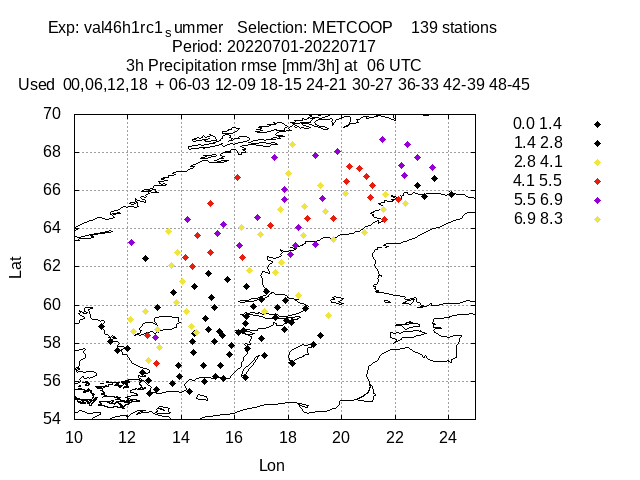 Exp: val46h1rc1summer Selection: METCOOP 139 stations
Period: 20220701-20220717
3h Precipitation rmse [mm/3h] at 06 UTC
Used 00,06,12,18 + 06-03 12-09 18-15 24-21 30-27 36-33 42-39 48-45
70
68
66
64
62
60
58
56
54
10 12 14 16 18 20 22 24
Lat
Lon
0.0 1.4
1.4 2.8
2.8 4.1
4.1 5.5
5.5 6.9
6.9 8.3